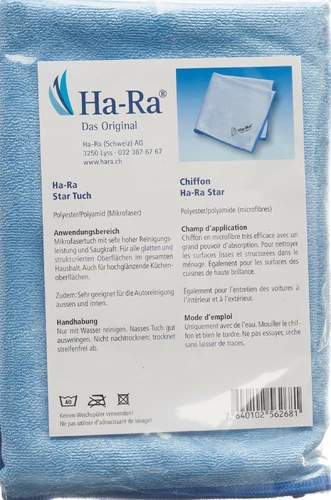 Ha-Ra®
Das Original
Ha-Ra (Schweiz) AG
3250 Lyss · 032 387 67 67
www.hara.ch
Ha-Ra
Star Tuch
Polyester/Polyamid (Mikrofaser)
Anwendungsbereich
Mikrofasertuch mit sehr hoher Reinigungs-
leistung und Saugkraft. Für alle glatten und
strukturierten Oberflächen im gesamten
Haushalt. Auch für hochglänzende Küchen-
oberflächen.
Zudem: Sehr geeignet für die Autoreinigung
aussen und innen.
Handhabung
Nur mit Wasser reinigen. Nasses Tuch gut
auswringen. Nicht nachtrocknen; trocknet
streifenfrei ab.
40
Keinen Weichspüler verwenden!
Ne pas utiliser d'adoucissant de lavage!
Ha-Ra
Chiffon
Ha-Ra Star
Polyester/polyamide (microfibres)
Champ d'application
Chiffon en microfibre très efficace avec un
grand pouvoir d'absorption. Pour nettoyer
les surfaces lisses et structurées dans le
ménage. Également pour les surfaces des
cuisines de haute brillance.
Également pour l'entretien des voitures à
l'intérieur et à l'extérieur.
Mode d'emploi
Uniquement avec de l'eau. Mouiller le chif-
fon et bien le tordre. Ne pas essuyer, sèche
sans laisser de traces.
7 640102 562681